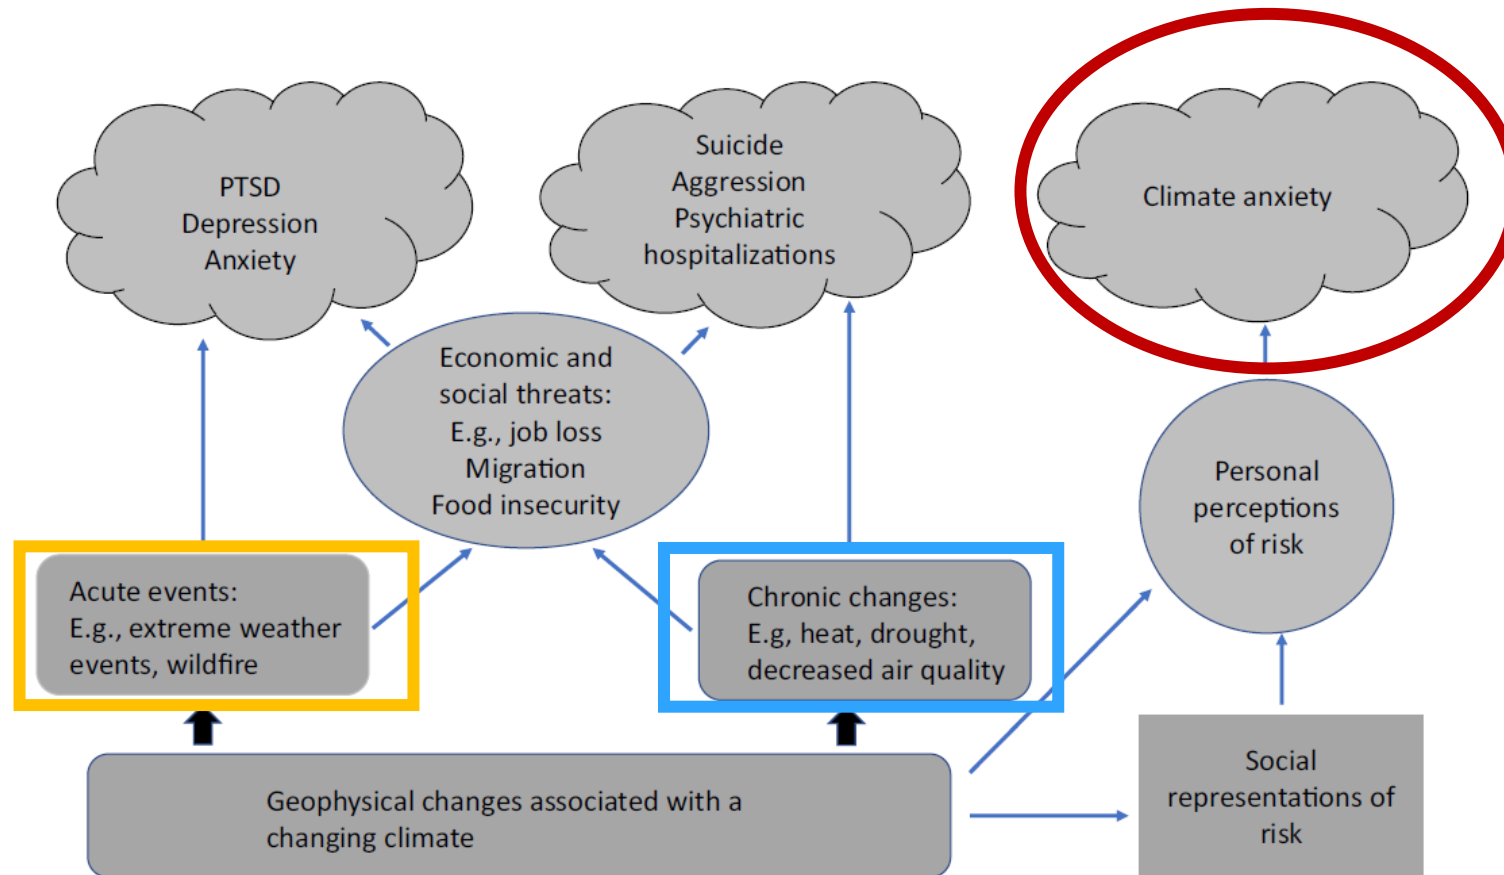 PTSD
Depression
Anxiety
Suicide
Aggression
Psychiatric
hospitalizations
Climate anxiety
Economic and
social threats:
E.g., job loss
Migration
Food insecurity
Personal
perceptions
of risk
Acute events:
E.g., extreme weather
events, wildfire
Chronic changes:
E.g, heat, drought,
decreased air quality
Geophysical changes associated with a
changing climate
Social
representations of
risk